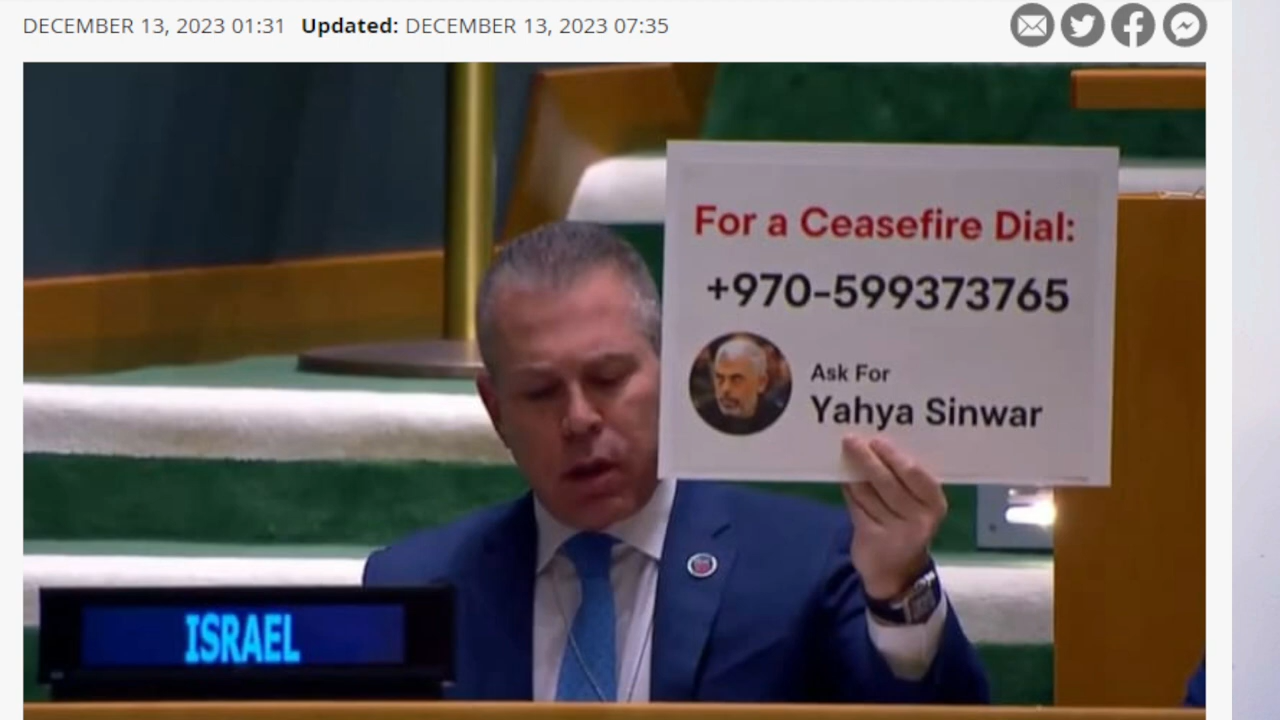 DECEMBER 13, 2023 01:31 Updated: DECEMBER 13, 2023 07:35
For a Ceasefire Dial:
+970-599373765
Ask For
Yahya Sinwar
ISRAEL